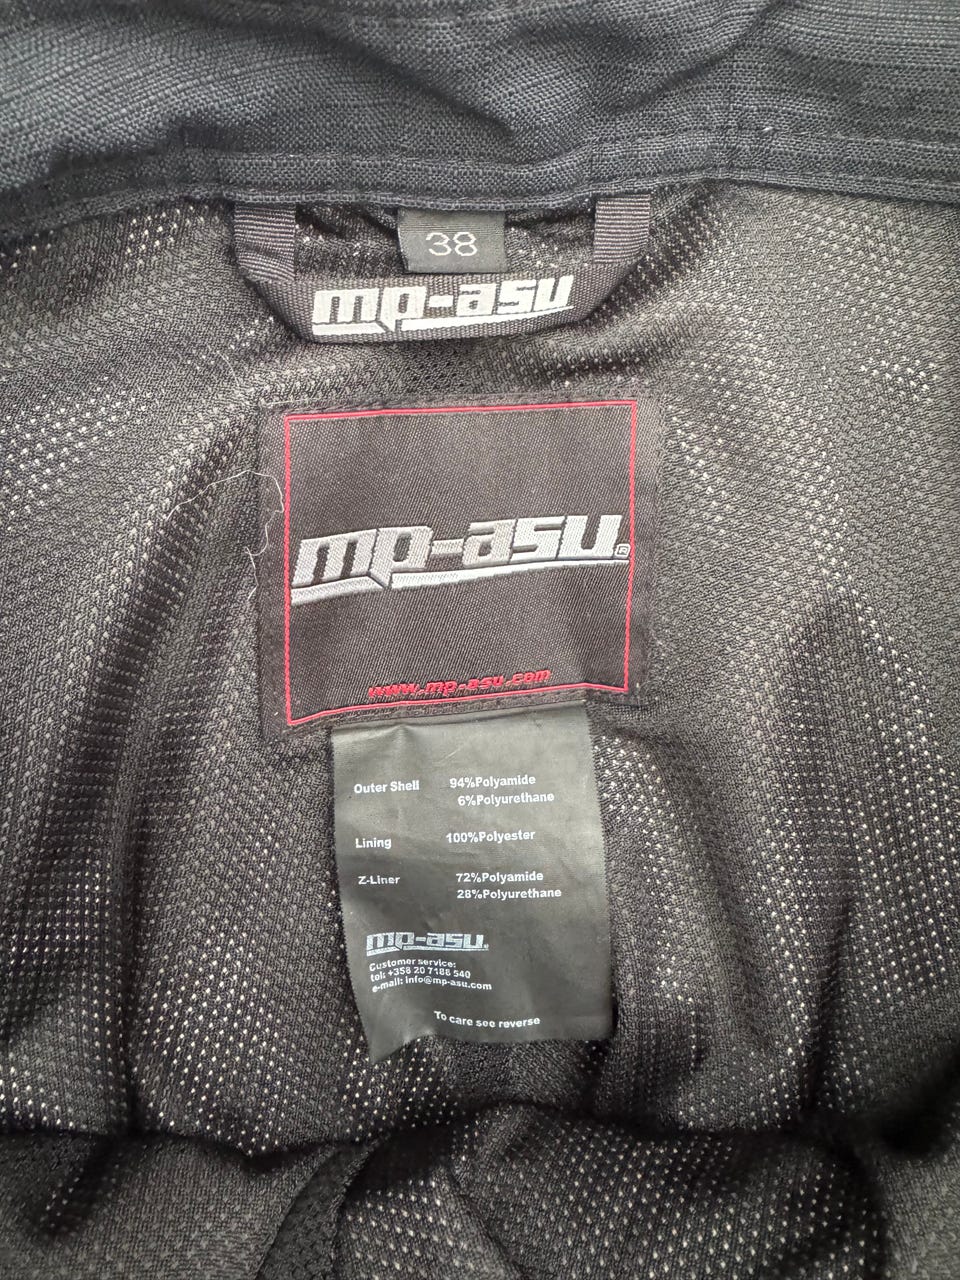 38
mp-asu
mp-asu®
www.mp-asu.com
Outer Shell 94%Polyamide
6%Polyurethane
Lining 100%Polyester
Z-Liner 72%Polyamide
28%Polyurethane
mp-asu.
Customer service:
tel: +358 20 7188 540
e-mail: info@mp-asu.com
To care see reverse